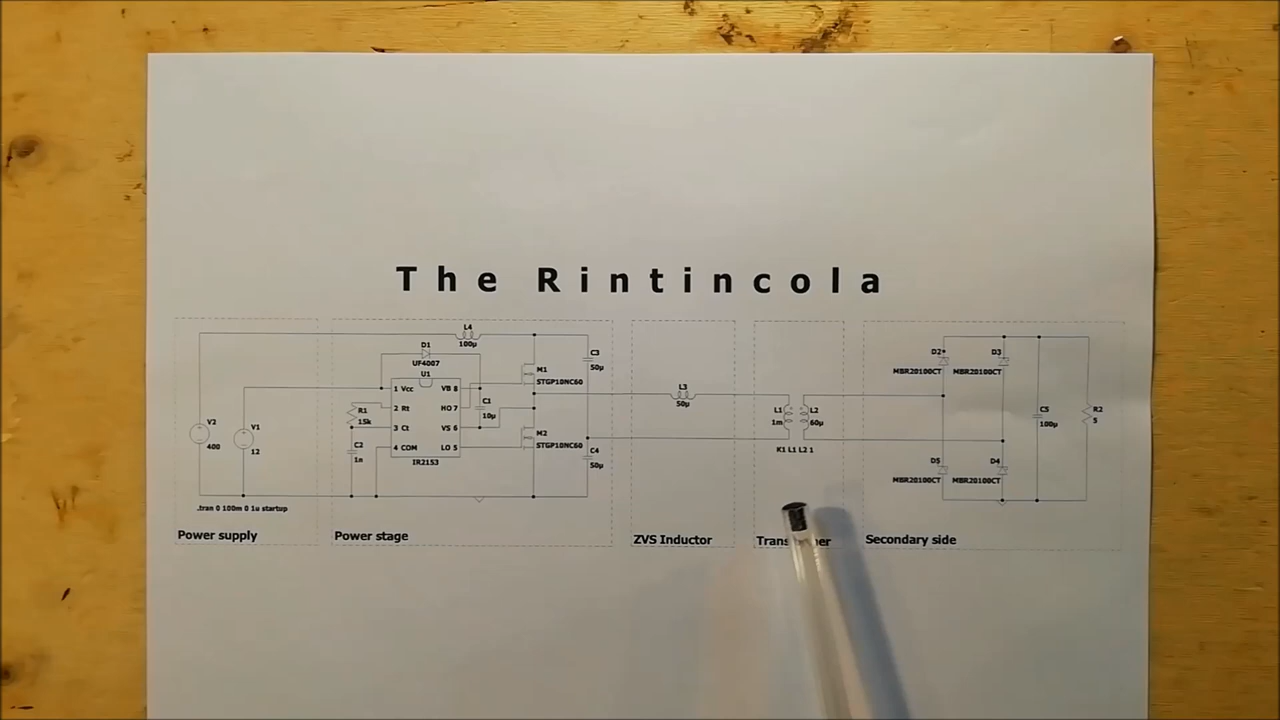 The Rintincola
L4
100µ
D1
UF4007
U1
1 Vcc
VB 8
2 Rt
HO 7
3 Ct
VS 6
4 COM
LO 5
IR2153
R1
15k
C2
1n
C1
10µ
M1
STGP10NC60
M2
STGP10NC60
C3
50µ
C4
50µ
V2
400
V1
12
.tran 0 100m 0 1u startup
Power supply
Power stage
L3
50µ
ZVS Inductor
L1
1m
L2
60µ
K1 L1 L2 1
D2
MBR20100CT
D3
MBR20100CT
D5
MBR20100CT
D4
MBR20100CT
C5
100µ
R2
5
Secondary side